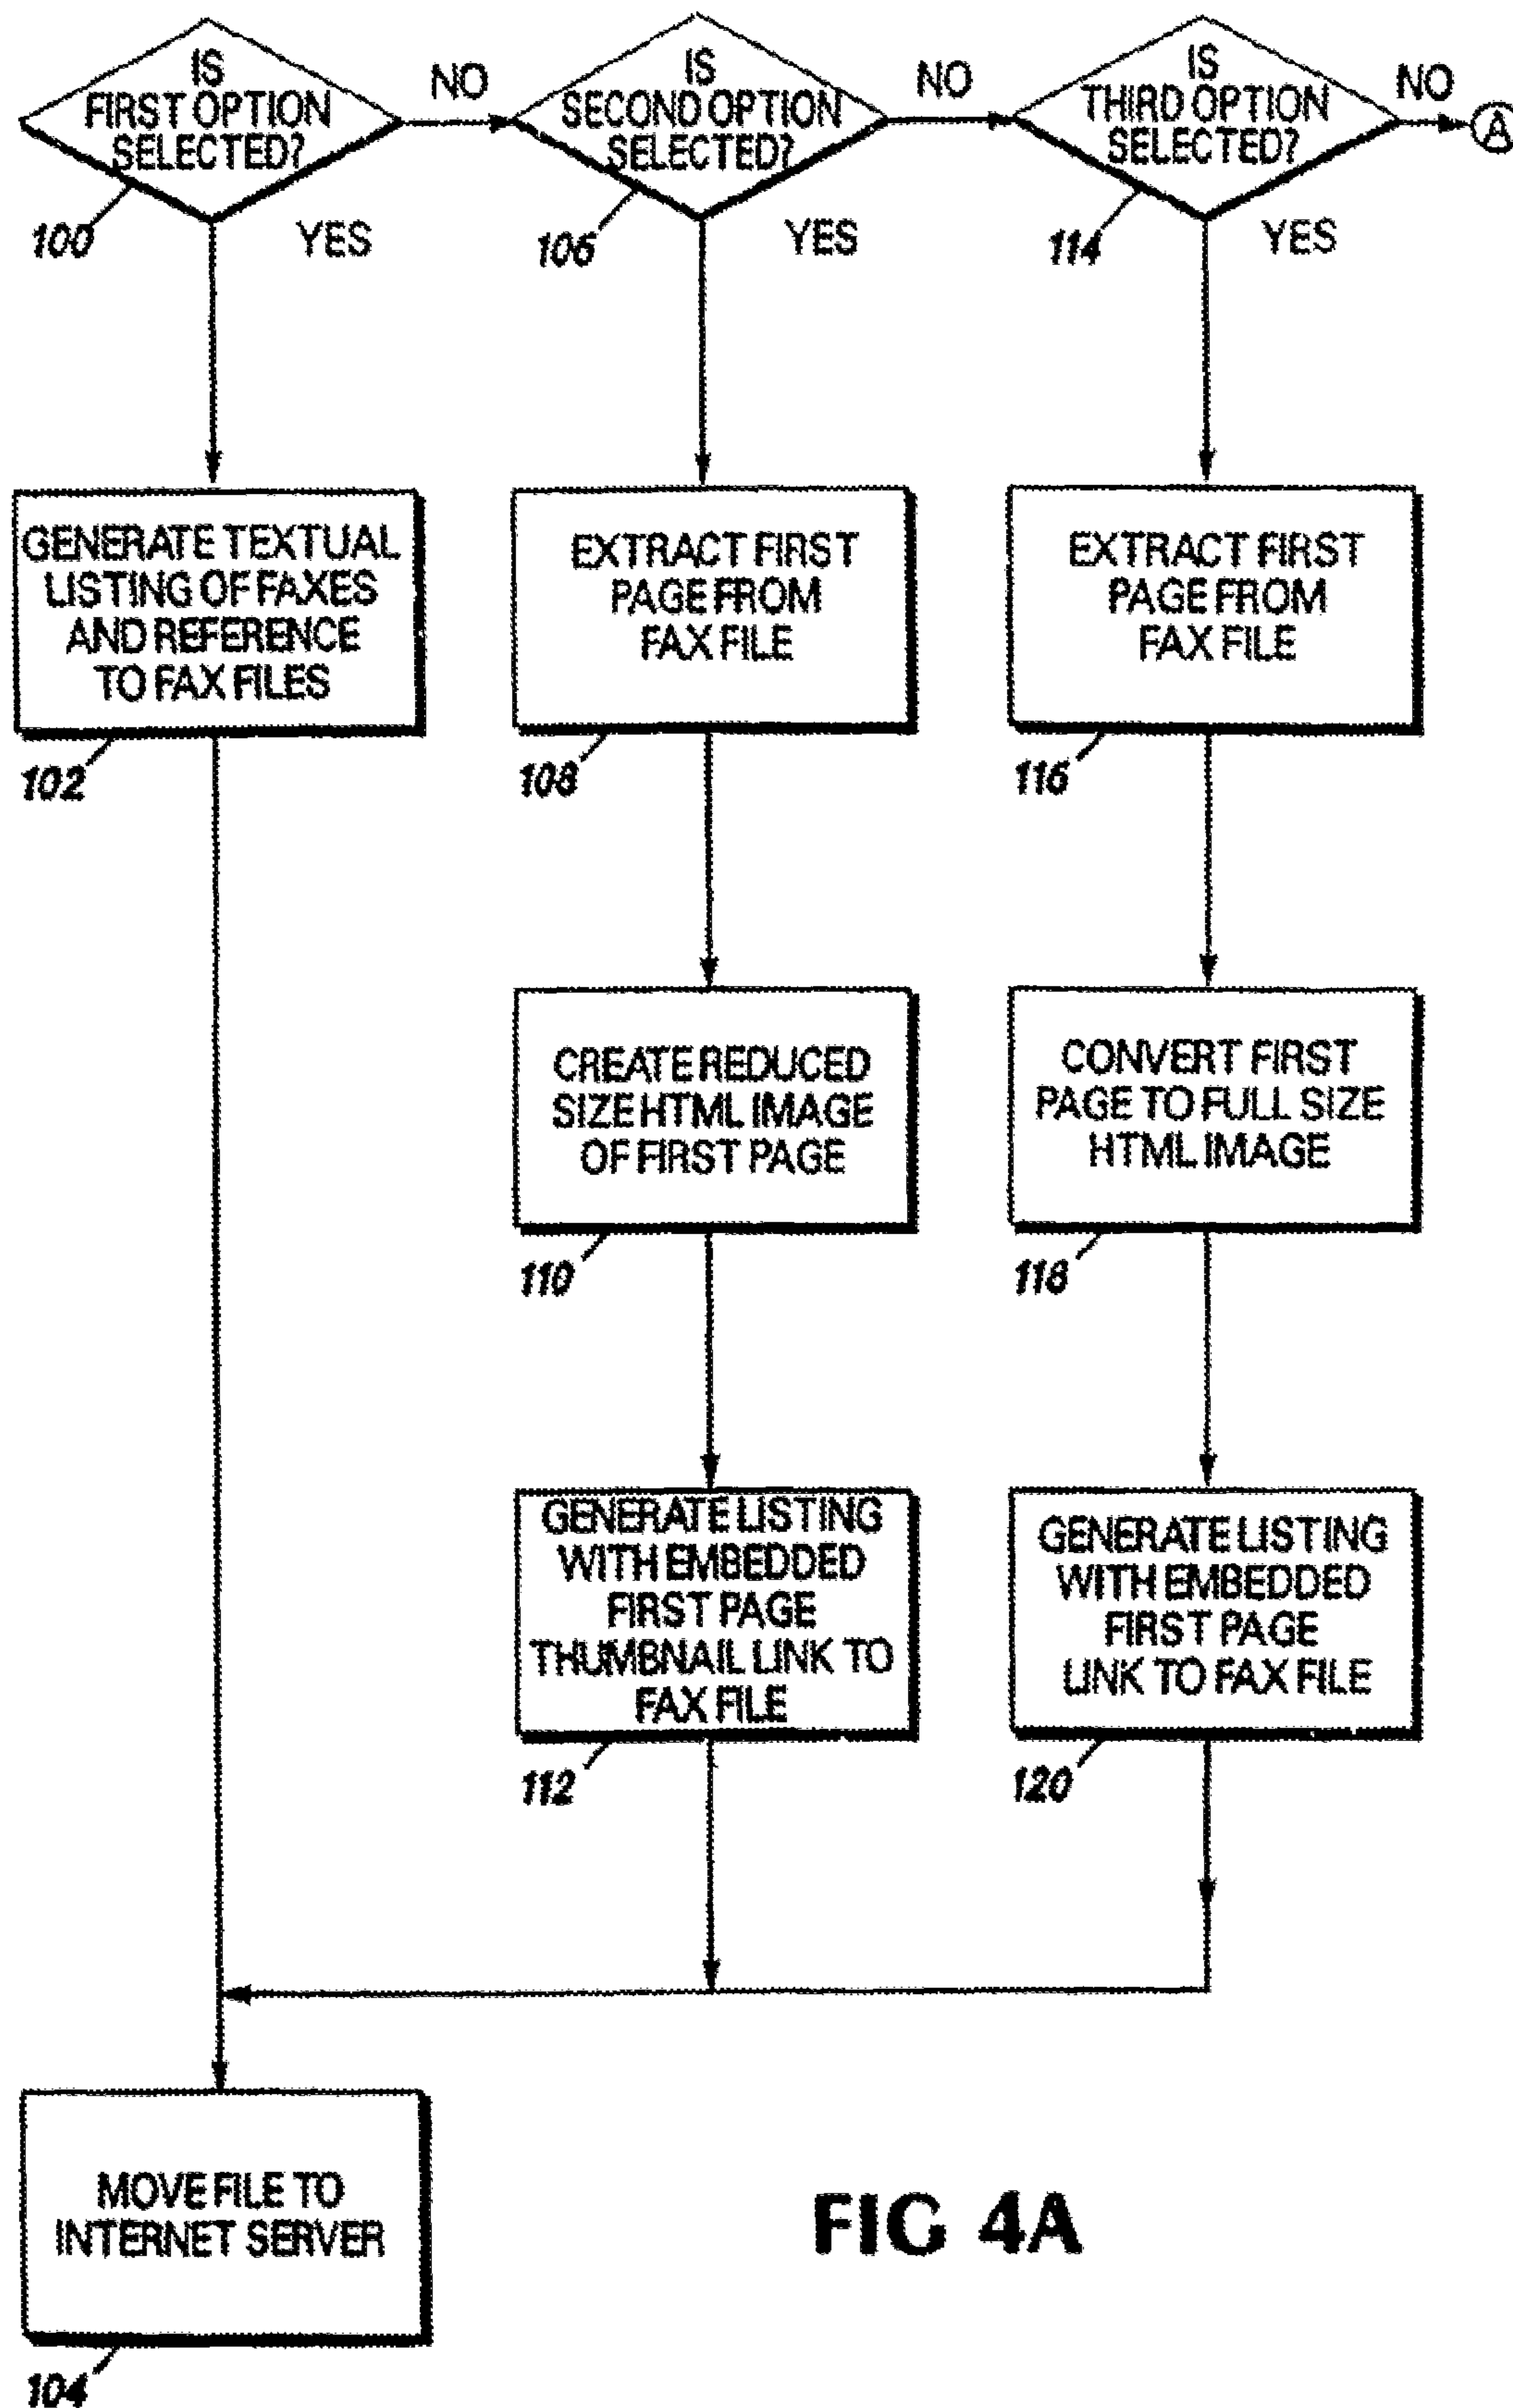 IS
FIRST OPTION
SELECTED?
NO
IS
SECOND OPTION
SELECTED?
NO
IS
THIRD OPTION
SELECTED?
NO
A
100
YES
106
YES
114
YES
GENERATE TEXTUAL
LISTING OF FAXES
AND REFERENCE
TO FAX FILES
102
EXTRACT FIRST
PAGE FROM
FAX FILE
108
EXTRACT FIRST
PAGE FROM
FAX FILE
116
CREATE REDUCED
SIZE HTML IMAGE
OF FIRST PAGE
110
CONVERT FIRST
PAGE TO FULL SIZE
HTML IMAGE
118
GENERATE LISTING
WITH EMBEDDED
FIRST PAGE
THUMBNAIL LINK TO
FAX FILE
112
GENERATE LISTING
WITH EMBEDDED
FIRST PAGE
LINK TO FAX FILE
120
MOVE FILE TO
INTERNET SERVER
104
FIG 4A